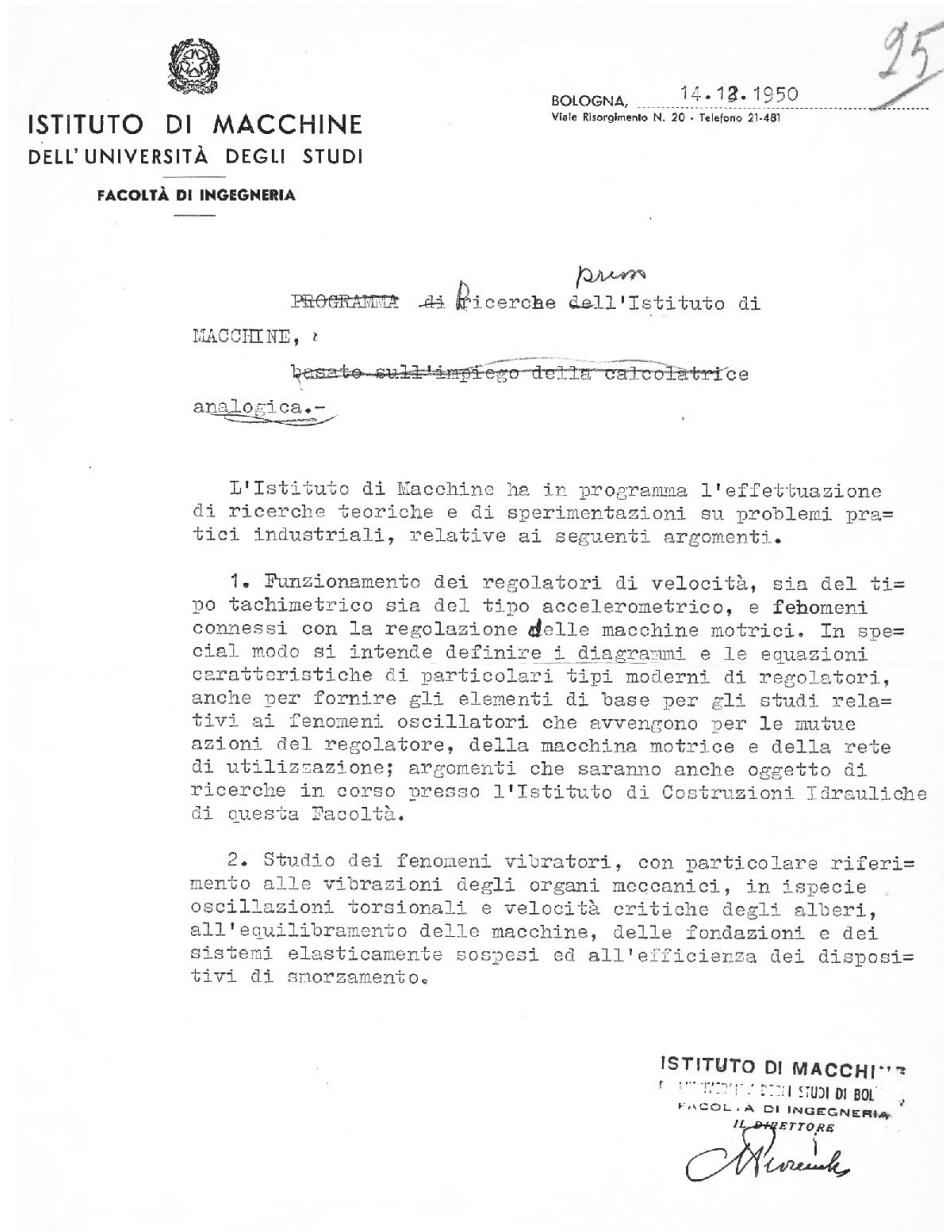 25
ISTITUTO DI MACCHINE
DELL'UNIVERSITÀ DEGLI STUDI
FACOLTÀ DI INGEGNERIA
BOLOGNA, 14.12.1950
Viale Risorgimento N. 20 - Telefono 21-481
presso
PROGRAMMA di Ricerche dell'Istituto di
MACCHINE,
basato sull'impiego della calcolatrice
analogica.-
L'Istituto di Macchine ha in programma l'effettuazione
di ricerche teoriche e di sperimentazioni su problemi pra=
tici industriali, relative ai seguenti argomenti.
1. Funzionamento dei regolatori di velocità, sia del ti=
po tachimetrico sia del tipo accelerometrico, e fenomeni
connessi con la regolazione delle macchine motrici. In spe=
cial modo si intende definire i diagrammi e le equazioni
caratteristiche di particolari tipi moderni di regolatori,
anche per fornire gli elementi di base per gli studi rela=
tivi ai fenomeni oscillatori che avvengono per le mutue
azioni del regolatore, della macchina motrice e della rete
di utilizzazione; argomenti che saranno anche oggetto di
ricerche in corso presso l'Istituto di Costruzioni Idrauliche
di questa Facoltà.
2. Studio dei fenomeni vibratori, con particolare riferi=
mento alle vibrazioni degli organi meccanici, in ispecie
oscillazioni torsionali e velocità critiche degli alberi,
all'equilibramento delle macchine, delle fondazioni e dei
sistemi elasticamente sospesi ed all'efficienza dei disposi=
tivi di smorzamento.
ISTITUTO DI MACCHINE
DEGLI STUDI DI BOL
FACOLTA DI INGEGNERIA
IL DIRETTORE